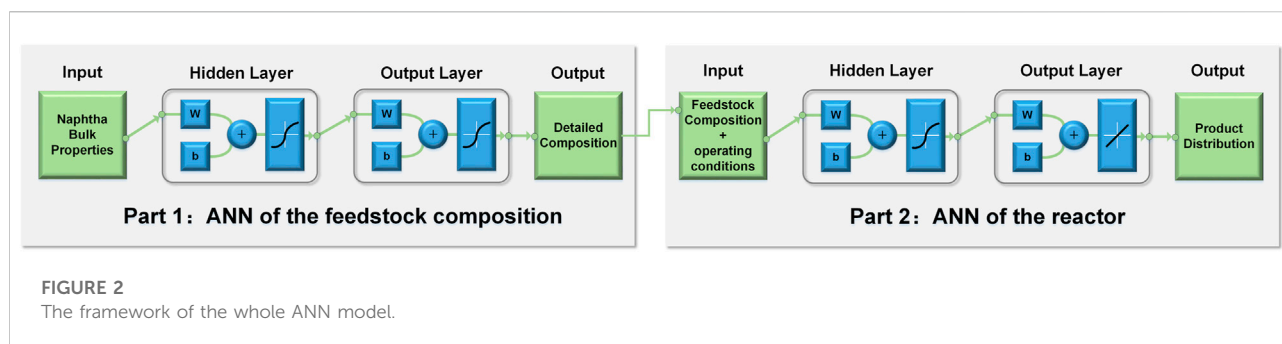 Input
Hidden Layer
Output Layer
Output
Naphtha
Bulk
Properties
W
b
+
W
b
+
Detailed
Composition
Part 1： ANN of the feedstock composition
Input
Hidden Layer
Output Layer
Output
Feedstock
Composition
+
operating
conditions
W
b
+
W
b
+
Product
Distribution
Part 2： ANN of the reactor
FIGURE 2
The framework of the whole ANN model.